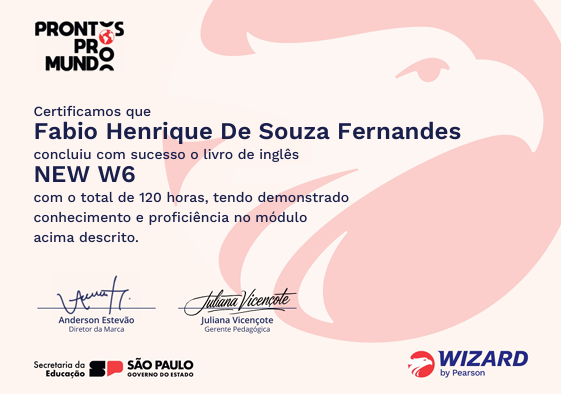 PRONTOS
PRO
MUNDO
Certificamos que
Fabio Henrique De Souza Fernandes
concluiu com sucesso o livro de inglês
NEW W6
com o total de 120 horas, tendo demonstrado
conhecimento e proficiência no módulo
acima descrito.
Juliana Vicençote
Anderson Estevão
Diretor da Marca
Juliana Vicençote
Gerente Pedagógica
Secretaria da
Educação
SP
SÃO PAULO
GOVERNO DO ESTADO
WIZARD
by Pearson